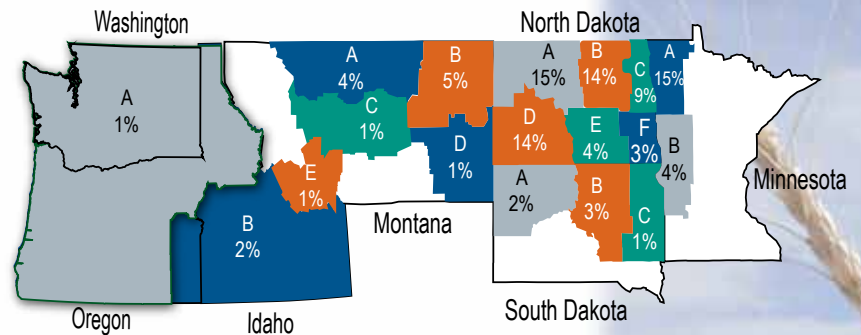 Washington
North Dakota
A
1%
A
4%
B
5%
C
1%
D
1%
E
1%
B
2%
A
15%
B
14%
C
9%
D
14%
E
4%
F
3%
A
15%
B
4%
A
2%
B
3%
C
1%
Minnesota
Montana
South Dakota
Oregon
Idaho